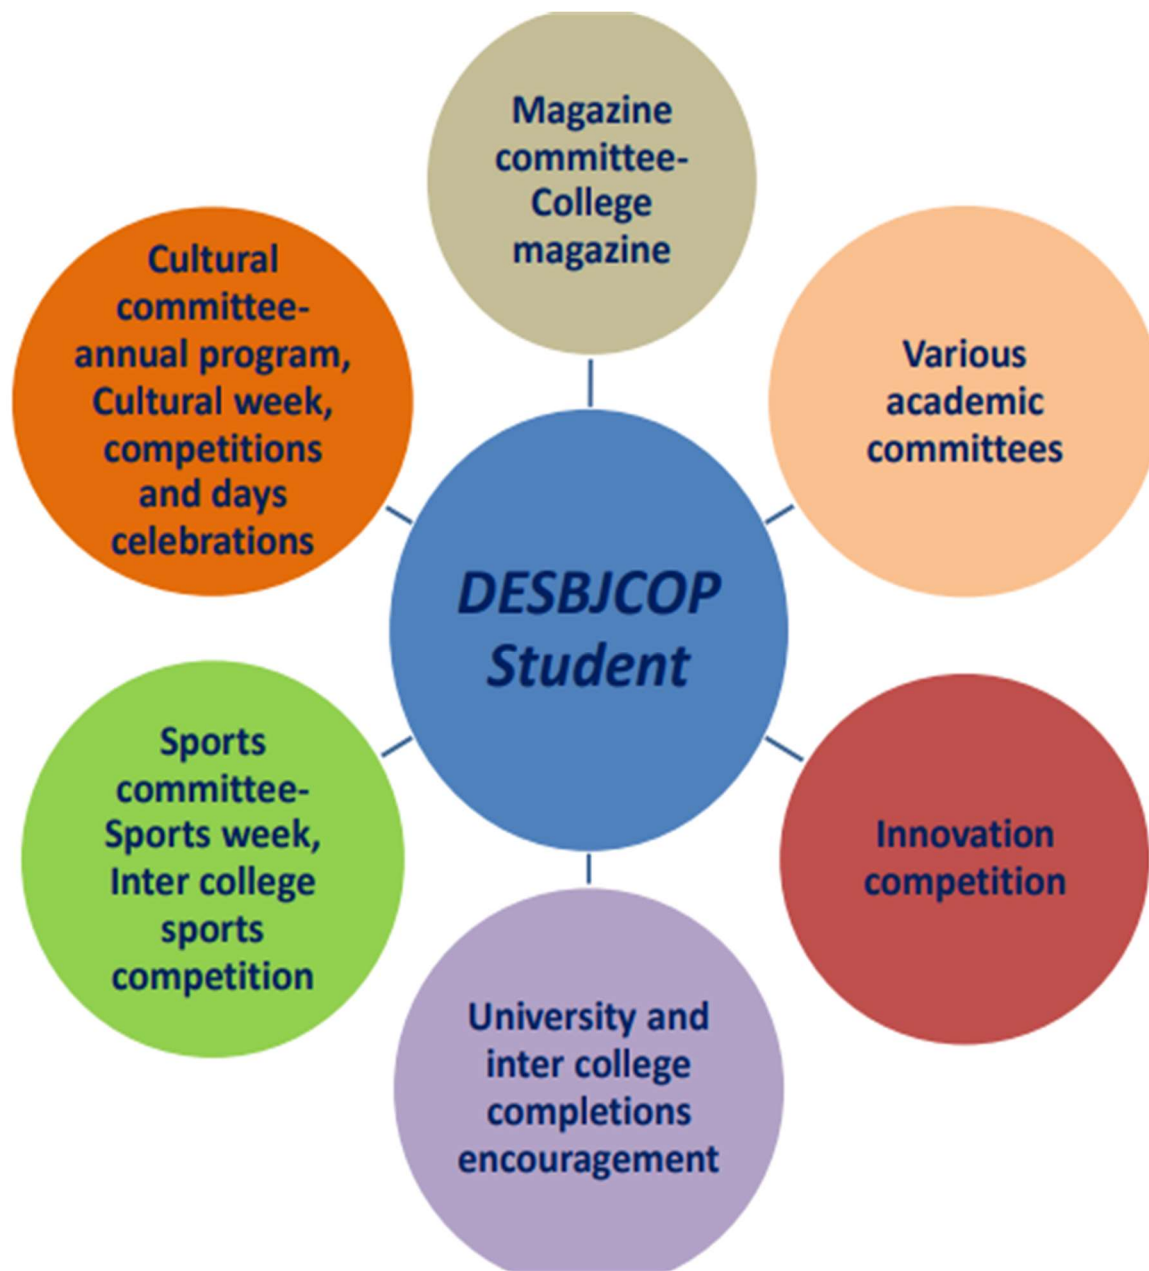 Magazine
committee-
College
magazine
Various
academic
committees
Innovation
competition
University and
inter college
completions
encouragement
Sports
committee-
Sports week,
Inter college
sports
competition
Cultural
committee-
annual program,
Cultural week,
competitions
and days
celebrations
DESBJCOP
Student